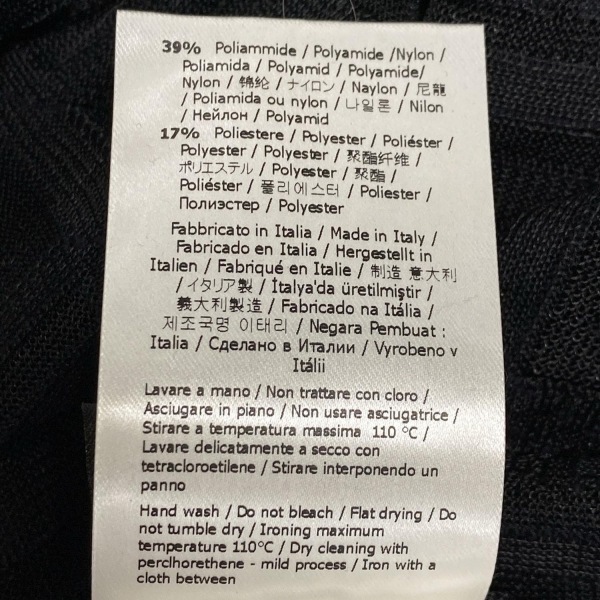 39% Poliammide / Polyamide /Nylon /
Poliamida / Polyamid / Polyamide/
Nylon / 锦纶 / ナイロン / Naylon / 尼龍
/ Poliamida ou nylon / 나일론 / Nilon
/ Нейлон / Polyamid
17% Poliestere / Polyester / Poliéster /
Polyester / Polyester / 聚酯纤维 /
ポリエステル / Polyester / 聚酯 /
Poliéster / 폴리에스터 / Poliester /
Полиэстер / Polyester
Fabbricato in Italia / Made in Italy /
Fabricado en Italia / Hergestellt in
Italien / Fabriqué en Italie / 制造 意大利
/ イタリア製 / İtalya'da üretilmiştir /
義大利製造 / Fabricado na Itália /
제조국명 이태리 / Negara Pembuat :
Italia / Сделано в Италии / Vyrobeno v
Itálii
Lavare a mano / Non trattare con cloro /
Asciugare in piano / Non usare asciugatrice /
Stirare a temperatura massima 110 °C /
Lavare delicatamente a secco con
tetracloroetilene / Stirare interponendo un
panno
Hand wash / Do not bleach / Flat drying / Do
not tumble dry / Ironing maximum
temperature 110°C / Dry cleaning with
perclhorethene - mild process / Iron with a
cloth between